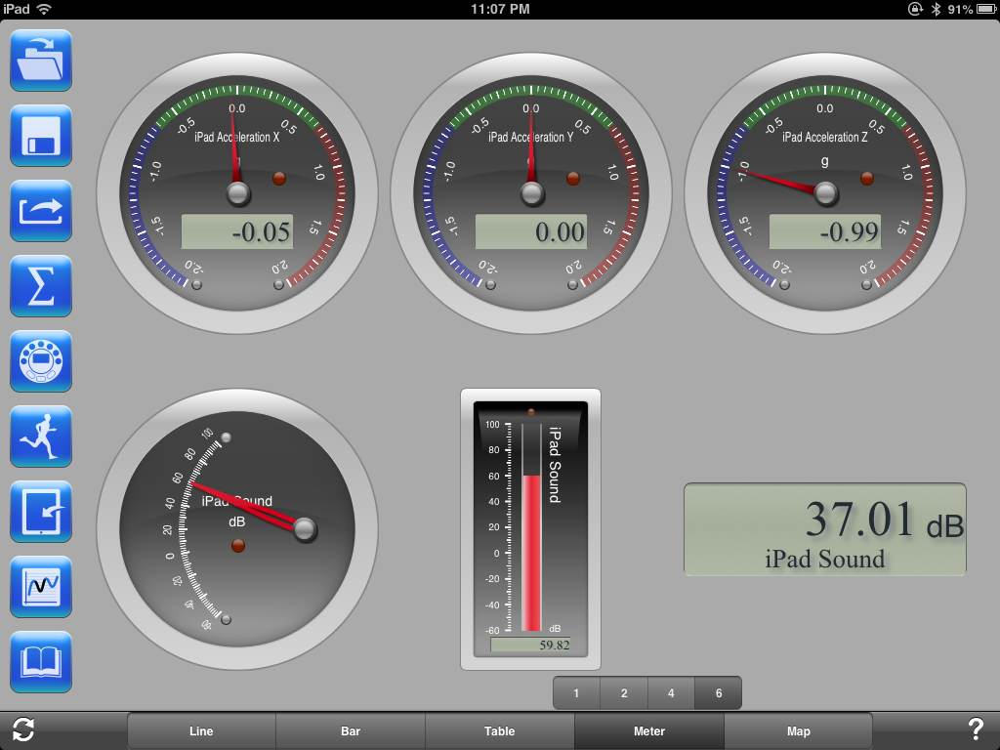 iPad 11:07 PM 91%
0.0
-0.5 0.5
iPad Acceleration X
g
-1.0 1.0
-0.05
-1.5 1.5
-2.0 2.0
0.0
-0.5 0.5
iPad Acceleration Y
-1.0 1.0
0.00
-1.5 1.5
-2.0 2.0
0.0
-0.5 0.5
iPad Acceleration Z
g
-1.0 1.0
-0.99
-1.5 1.5
-2.0 2.0
100
80
60
40
20
0
-20
-40
-60
iPad Sound
dB
100
80
60
40
20
0
-20
-40
-60
iPad Sound
dB
59.82
37.01 dB
iPad Sound
1 2 4 6
Line Bar Table Meter Map ?